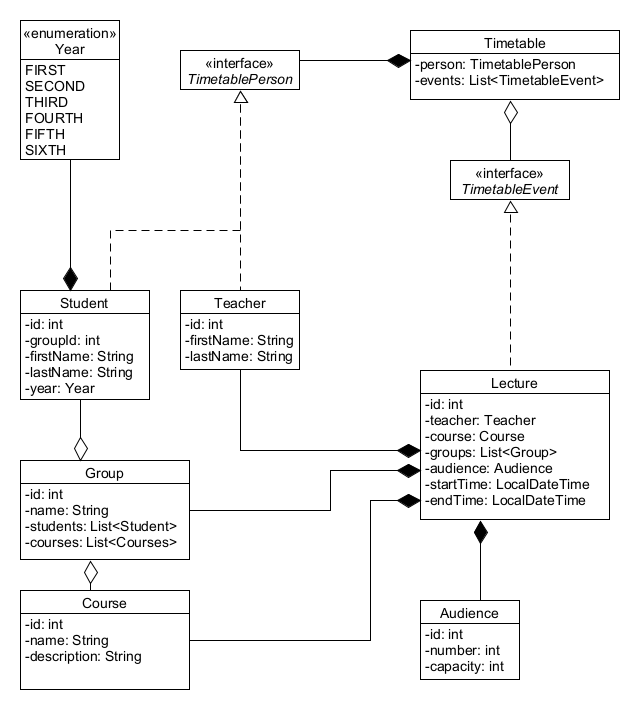 «enumeration»
Year
FIRST
SECOND
THIRD
FOURTH
FIFTH
SIXTH
«interface»
TimetablePerson
Timetable
-person: TimetablePerson
-events: List<TimetableEvent>
«interface»
TimetableEvent
Student
-id: int
-groupId: int
-firstName: String
-lastName: String
-year: Year
Teacher
-id: int
-firstName: String
-lastName: String
Lecture
-id: int
-teacher: Teacher
-course: Course
-groups: List<Group>
-audience: Audience
-startTime: LocalDateTime
-endTime: LocalDateTime
Group
-id: int
-name: String
-students: List<Student>
-courses: List<Courses>
Course
-id: int
-name: String
-description: String
Audience
-id: int
-number: int
-capacity: int